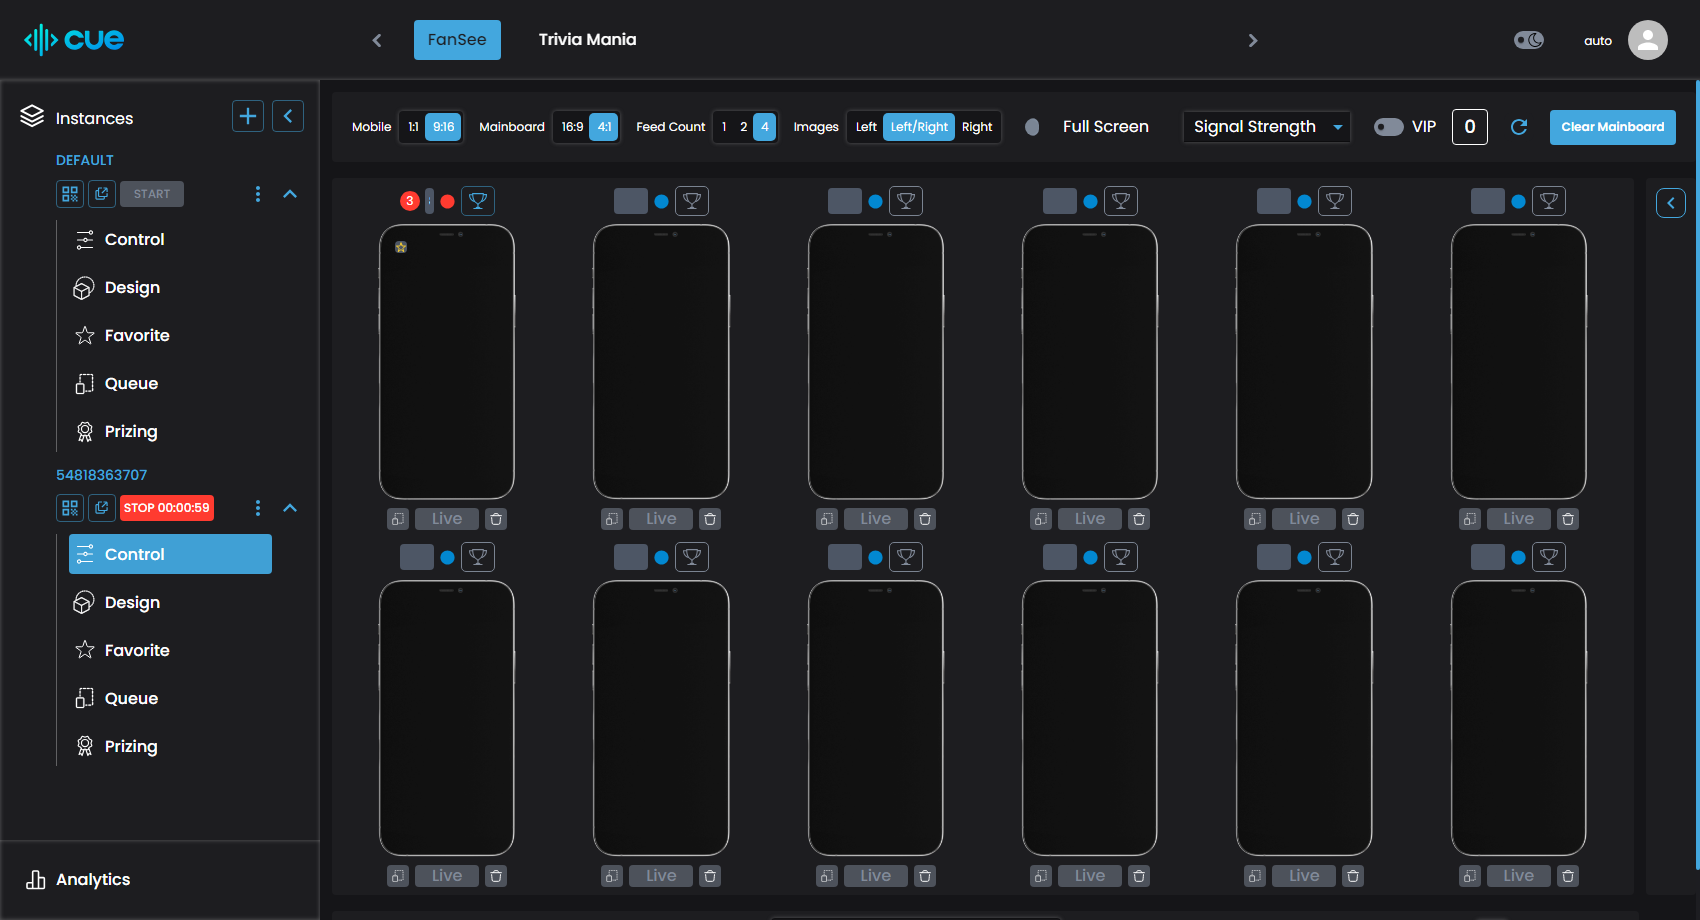 cue
FanSee
Trivia Mania
auto
Instances
DEFAULT
START
Control
Design
Favorite
Queue
Prizing
54818363707
STOP 00:00:59
Control
Design
Favorite
Queue
Prizing
Analytics
Mobile 1:1 9:16 Mainboard 16:9 4:1 Feed Count 1 2 4 Images Left Left/Right Right Full Screen Signal Strength VIP 0 Clear Mainboard
3
Live Live Live Live Live Live
Live Live Live Live Live Live